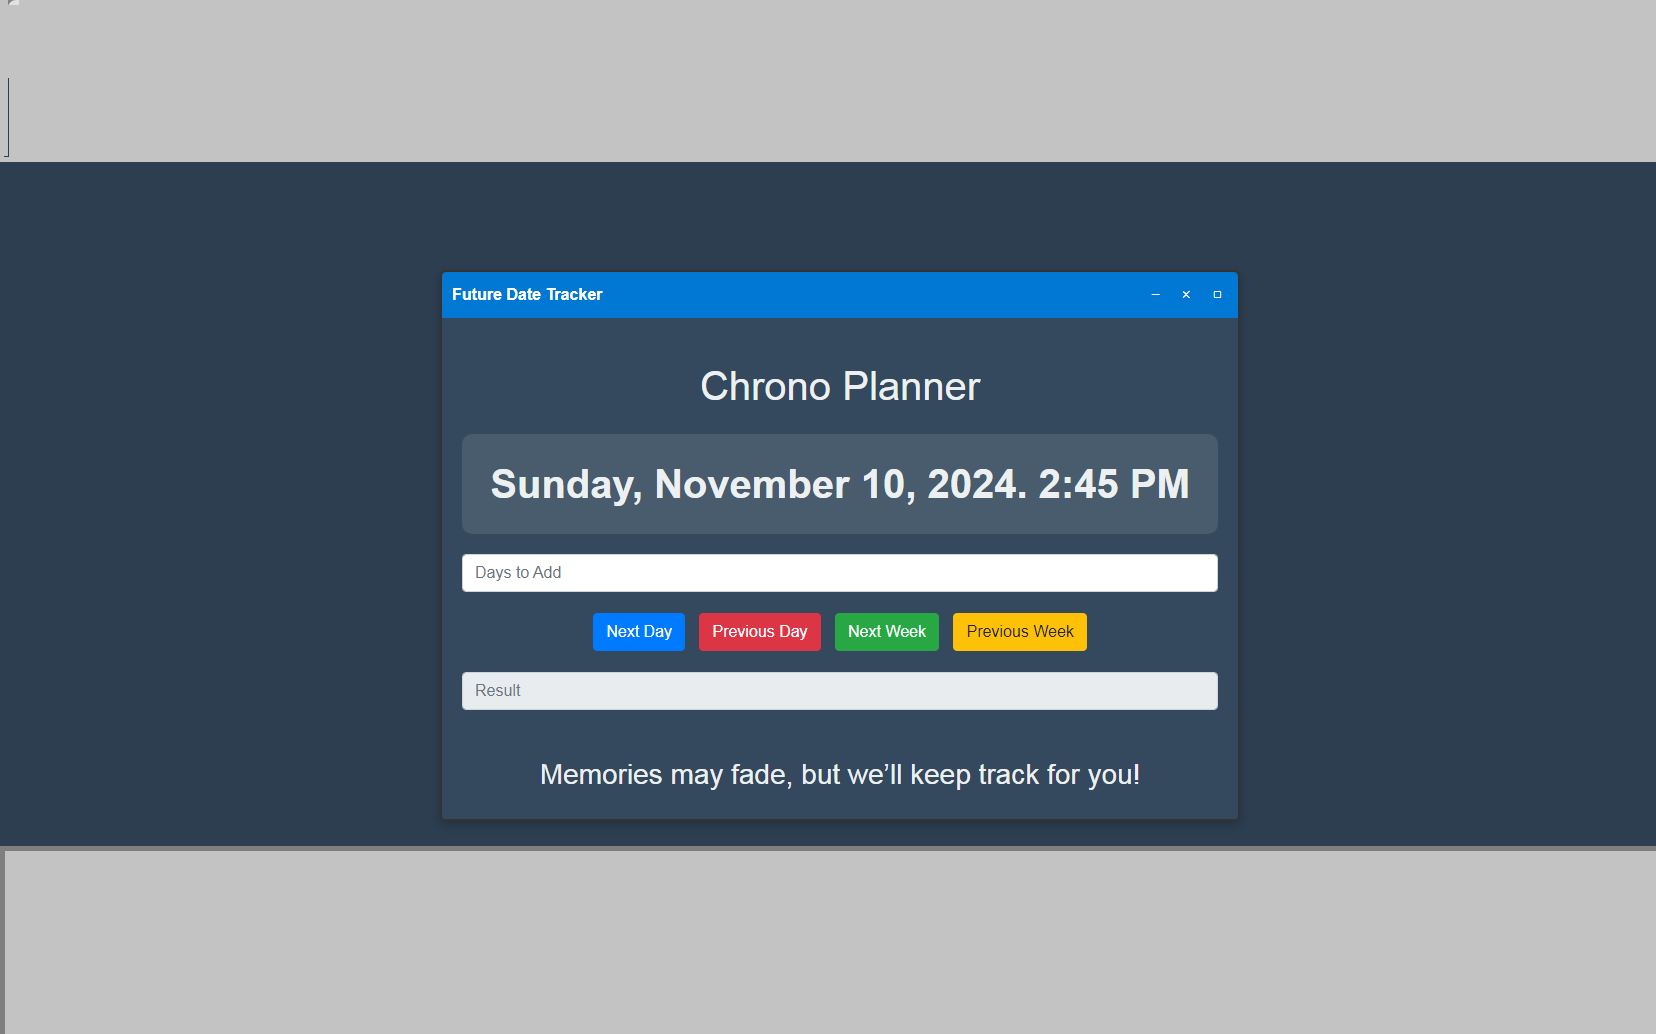 Future Date Tracker
Chrono Planner
Sunday, November 10, 2024. 2:45 PM
Days to Add
Next Day Previous Day Next Week Previous Week
Result
Memories may fade, but we’ll keep track for you!